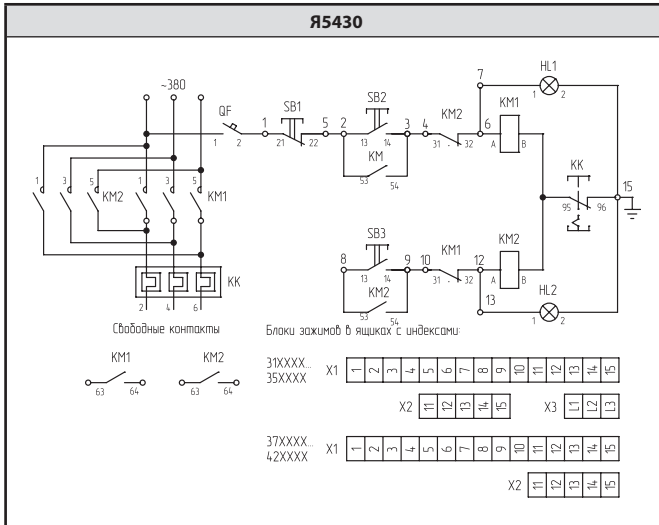 Я5430
~380
QF
1 2
1
SB1
21 22
5
2
SB2
13 14
3
4
KM
53 54
KM2
31 32
7
6
KM1
A B
HL1
1 2
KK
95 96
15
1 3 5
KM2
1 3 5
KM1
KK
2 4 6
8
SB3
13 14
9
10
KM2
53 54
KM1
31 32
12
13
KM2
A B
HL2
1 2
Свободные контакты
KM1
63 64
KM2
63 64
Блоки зажимов в ящиках с индексами:
31XXXX...
35XXXX
X1 1 2 3 4 5 6 7 8 9 10 11 12 13 14 15
X2 11 12 13 14 15
X3 L1 L2 L3
37XXXX...
42XXXX
X1 1 2 3 4 5 6 7 8 9 10 11 12 13 14 15
X2 11 12 13 14 15